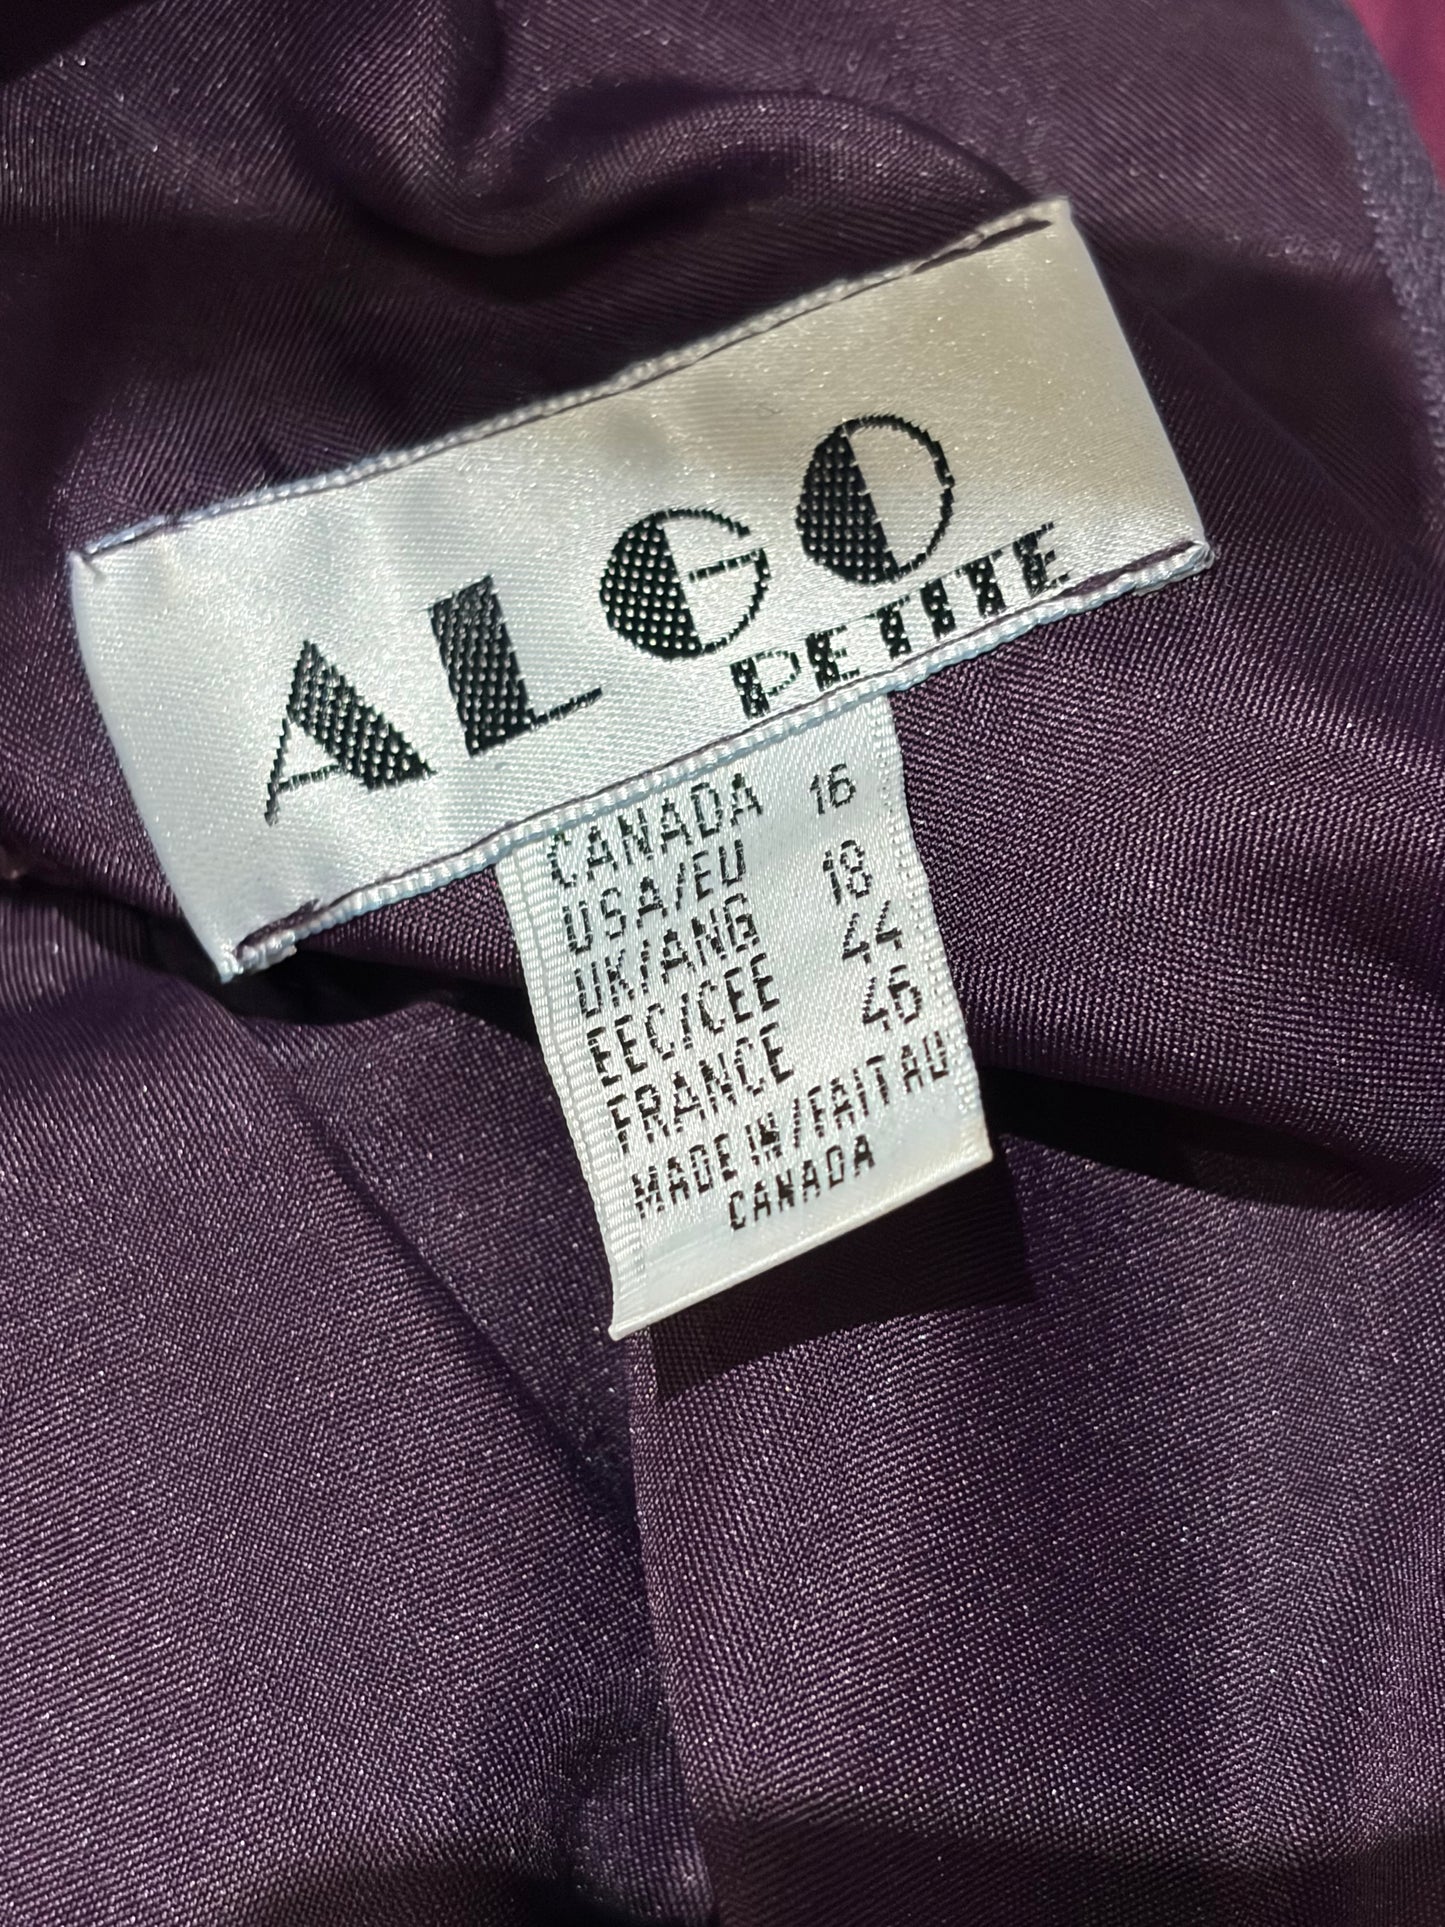 ALGO
PETITE
CANADA
USA/EU 16
UK/ANG 18
EEC/CEE 44
FRANCE 46
MADE IN/FAIT AU
CANADA